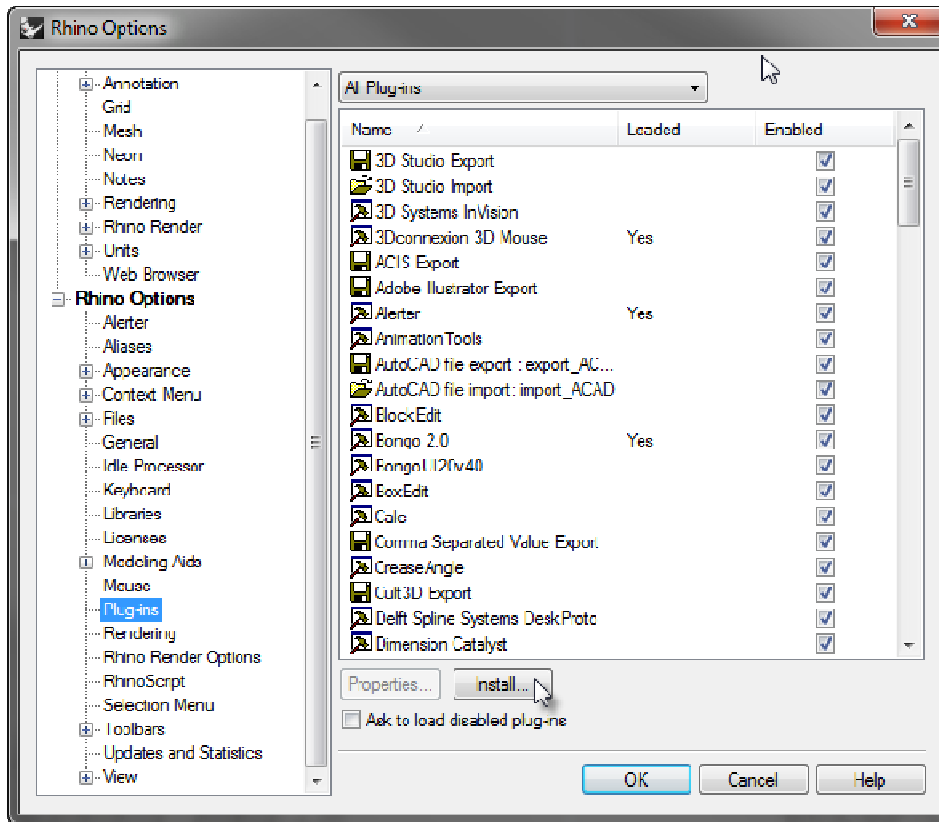 Rhino Options
Annotation
Grid
Mesh
Neon
Notes
Rendering
Rhino Render
Units
Web Browser
Rhino Options
Alerter
Aliases
Appearance
Context Menu
Files
General
Idle Processor
Keyboard
Libraries
Licenses
Modeling Aids
Mouse
Plug-ins
Rendering
Rhino Render Options
RhinoScript
Selection Menu
Toolbars
Updates and Statistics
View
All Plug-ins
Name Loaded Enabled
3D Studio Export
3D Studio Import
3D Systems InVision
3Dconnexion 3D Mouse Yes
ACIS Export
Adobe Illustrator Export
Alerter Yes
AnimationTools
AutoCAD file export : export_AC...
AutoCAD file import: import_ACAD
BlockEdit
Bongo 2.0 Yes
BongoUI20v40
BoxEdit
Calc
Comma Separated Value Export
CreaseAngle
Cult3D Export
Delft Spline Systems DeskProto
Dimension Catalyst
Properties... Install...
Ask to load disabled plug-ins
OK Cancel Help